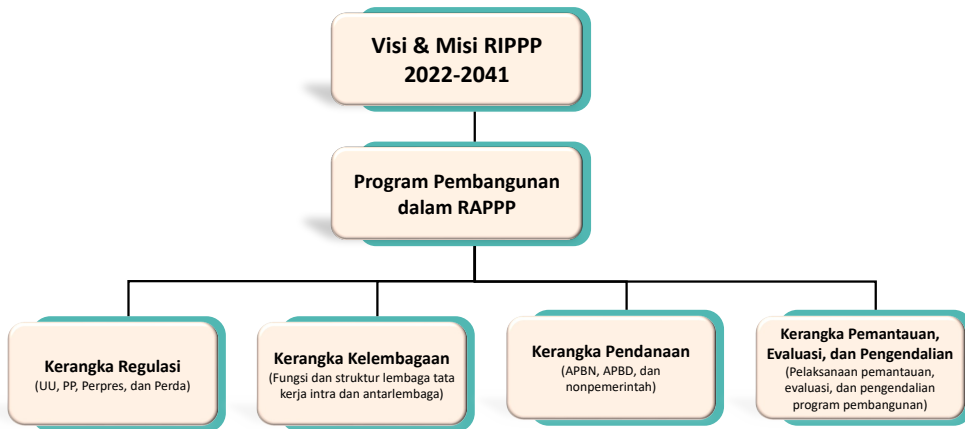 Visi & Misi RIPPP
2022-2041
Program Pembangunan
dalam RAPPP
Kerangka Regulasi
(UU, PP, Perpres, dan Perda)
Kerangka Kelembagaan
(Fungsi dan struktur lembaga tata
kerja intra dan antarlembaga)
Kerangka Pendanaan
(APBN, APBD, dan
nonpemerintah)
Kerangka Pemantauan,
Evaluasi, dan Pengendalian
(Pelaksanaan pemantauan,
evaluasi, dan pengendalian
program pembangunan)